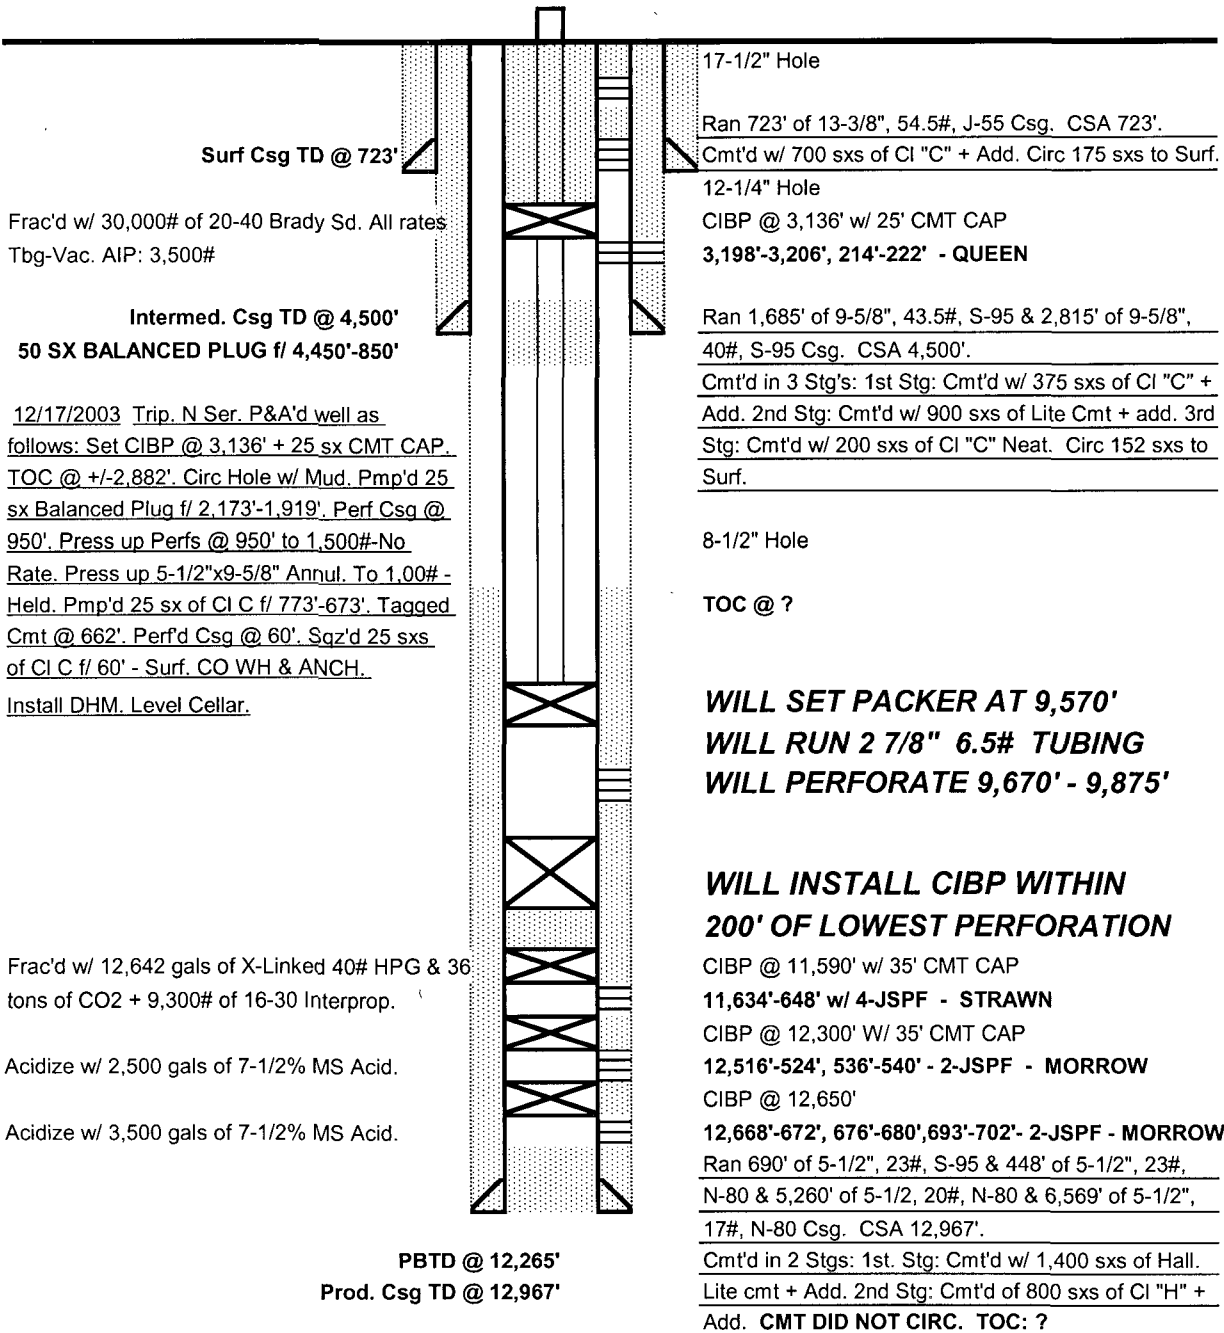 17-1/2" Hole
Ran 723' of 13-3/8", 54.5#, J-55 Csg.  CSA 723'.
Surf Csg TD @ 723'
Cmt'd w/ 700 sxs of Cl "C" + Add. Circ 175 sxs to Surf.
12-1/4" Hole
Frac'd w/ 30,000# of 20-40 Brady Sd. All rates
Tbg-Vac. AIP: 3,500#
CIBP @ 3,136' w/ 25' CMT CAP
3,198'-3,206', 214'-222'  - QUEEN
Intermed. Csg TD @ 4,500'
50 SX BALANCED PLUG f/ 4,450'-850'
Ran 1,685' of 9-5/8", 43.5#, S-95 & 2,815' of 9-5/8",
40#, S-95 Csg.  CSA 4,500'.
Cmt'd in 3 Stg's: 1st Stg: Cmt'd w/ 375 sxs of Cl "C" +
Add. 2nd Stg: Cmt'd w/ 900 sxs of Lite Cmt + add. 3rd
Stg: Cmt'd w/ 200 sxs of Cl "C" Neat.  Circ 152 sxs to
Surf.
12/17/2003  Trip. N Ser. P&A'd well as
follows: Set CIBP @ 3,136' + 25 sx CMT CAP.
TOC @ +/-2,882'. Circ Hole w/ Mud. Pmp'd 25
sx Balanced Plug f/ 2,173'-1,919'. Perf Csg @
950'. Press up Perfs @ 950' to 1,500#-No
Rate. Press up 5-1/2"x9-5/8" Annul. To 1,00# -
Held. Pmp'd 25 sx of Cl C f/ 773'-673'. Tagged
Cmt @ 662'. Perf'd Csg @ 60'. Sqz'd 25 sxs
of Cl C f/ 60' - Surf. CO WH & ANCH.
Install DHM. Level Cellar.
8-1/2" Hole
TOC @ ?
WILL SET PACKER AT 9,570'
WILL RUN 2 7/8"  6.5#  TUBING
WILL PERFORATE 9,670' - 9,875'
WILL INSTALL CIBP WITHIN
200' OF LOWEST PERFORATION
Frac'd w/ 12,642 gals of X-Linked 40# HPG & 36
tons of CO2 + 9,300# of 16-30 Interprop.
CIBP @ 11,590' w/ 35' CMT CAP
11,634'-648' w/ 4-JSPF  -  STRAWN
CIBP @ 12,300' W/ 35' CMT CAP
Acidize w/ 2,500 gals of 7-1/2% MS Acid.
12,516'-524', 536'-540' - 2-JSPF  -  MORROW
CIBP @ 12,650'
Acidize w/ 3,500 gals of 7-1/2% MS Acid.
12,668'-672', 676'-680',693'-702'- 2-JSPF - MORROW
Ran 690' of 5-1/2", 23#, S-95 & 448' of 5-1/2", 23#,
N-80 & 5,260' of 5-1/2, 20#, N-80 & 6,569' of 5-1/2",
17#, N-80 Csg.  CSA 12,967'.
PBTD @ 12,265'
Prod. Csg TD @ 12,967'
Cmt'd in 2 Stgs: 1st. Stg: Cmt'd w/ 1,400 sxs of Hall.
Lite cmt + Add. 2nd Stg: Cmt'd of 800 sxs of Cl "H" +
Add.  CMT DID NOT CIRC.  TOC: ?